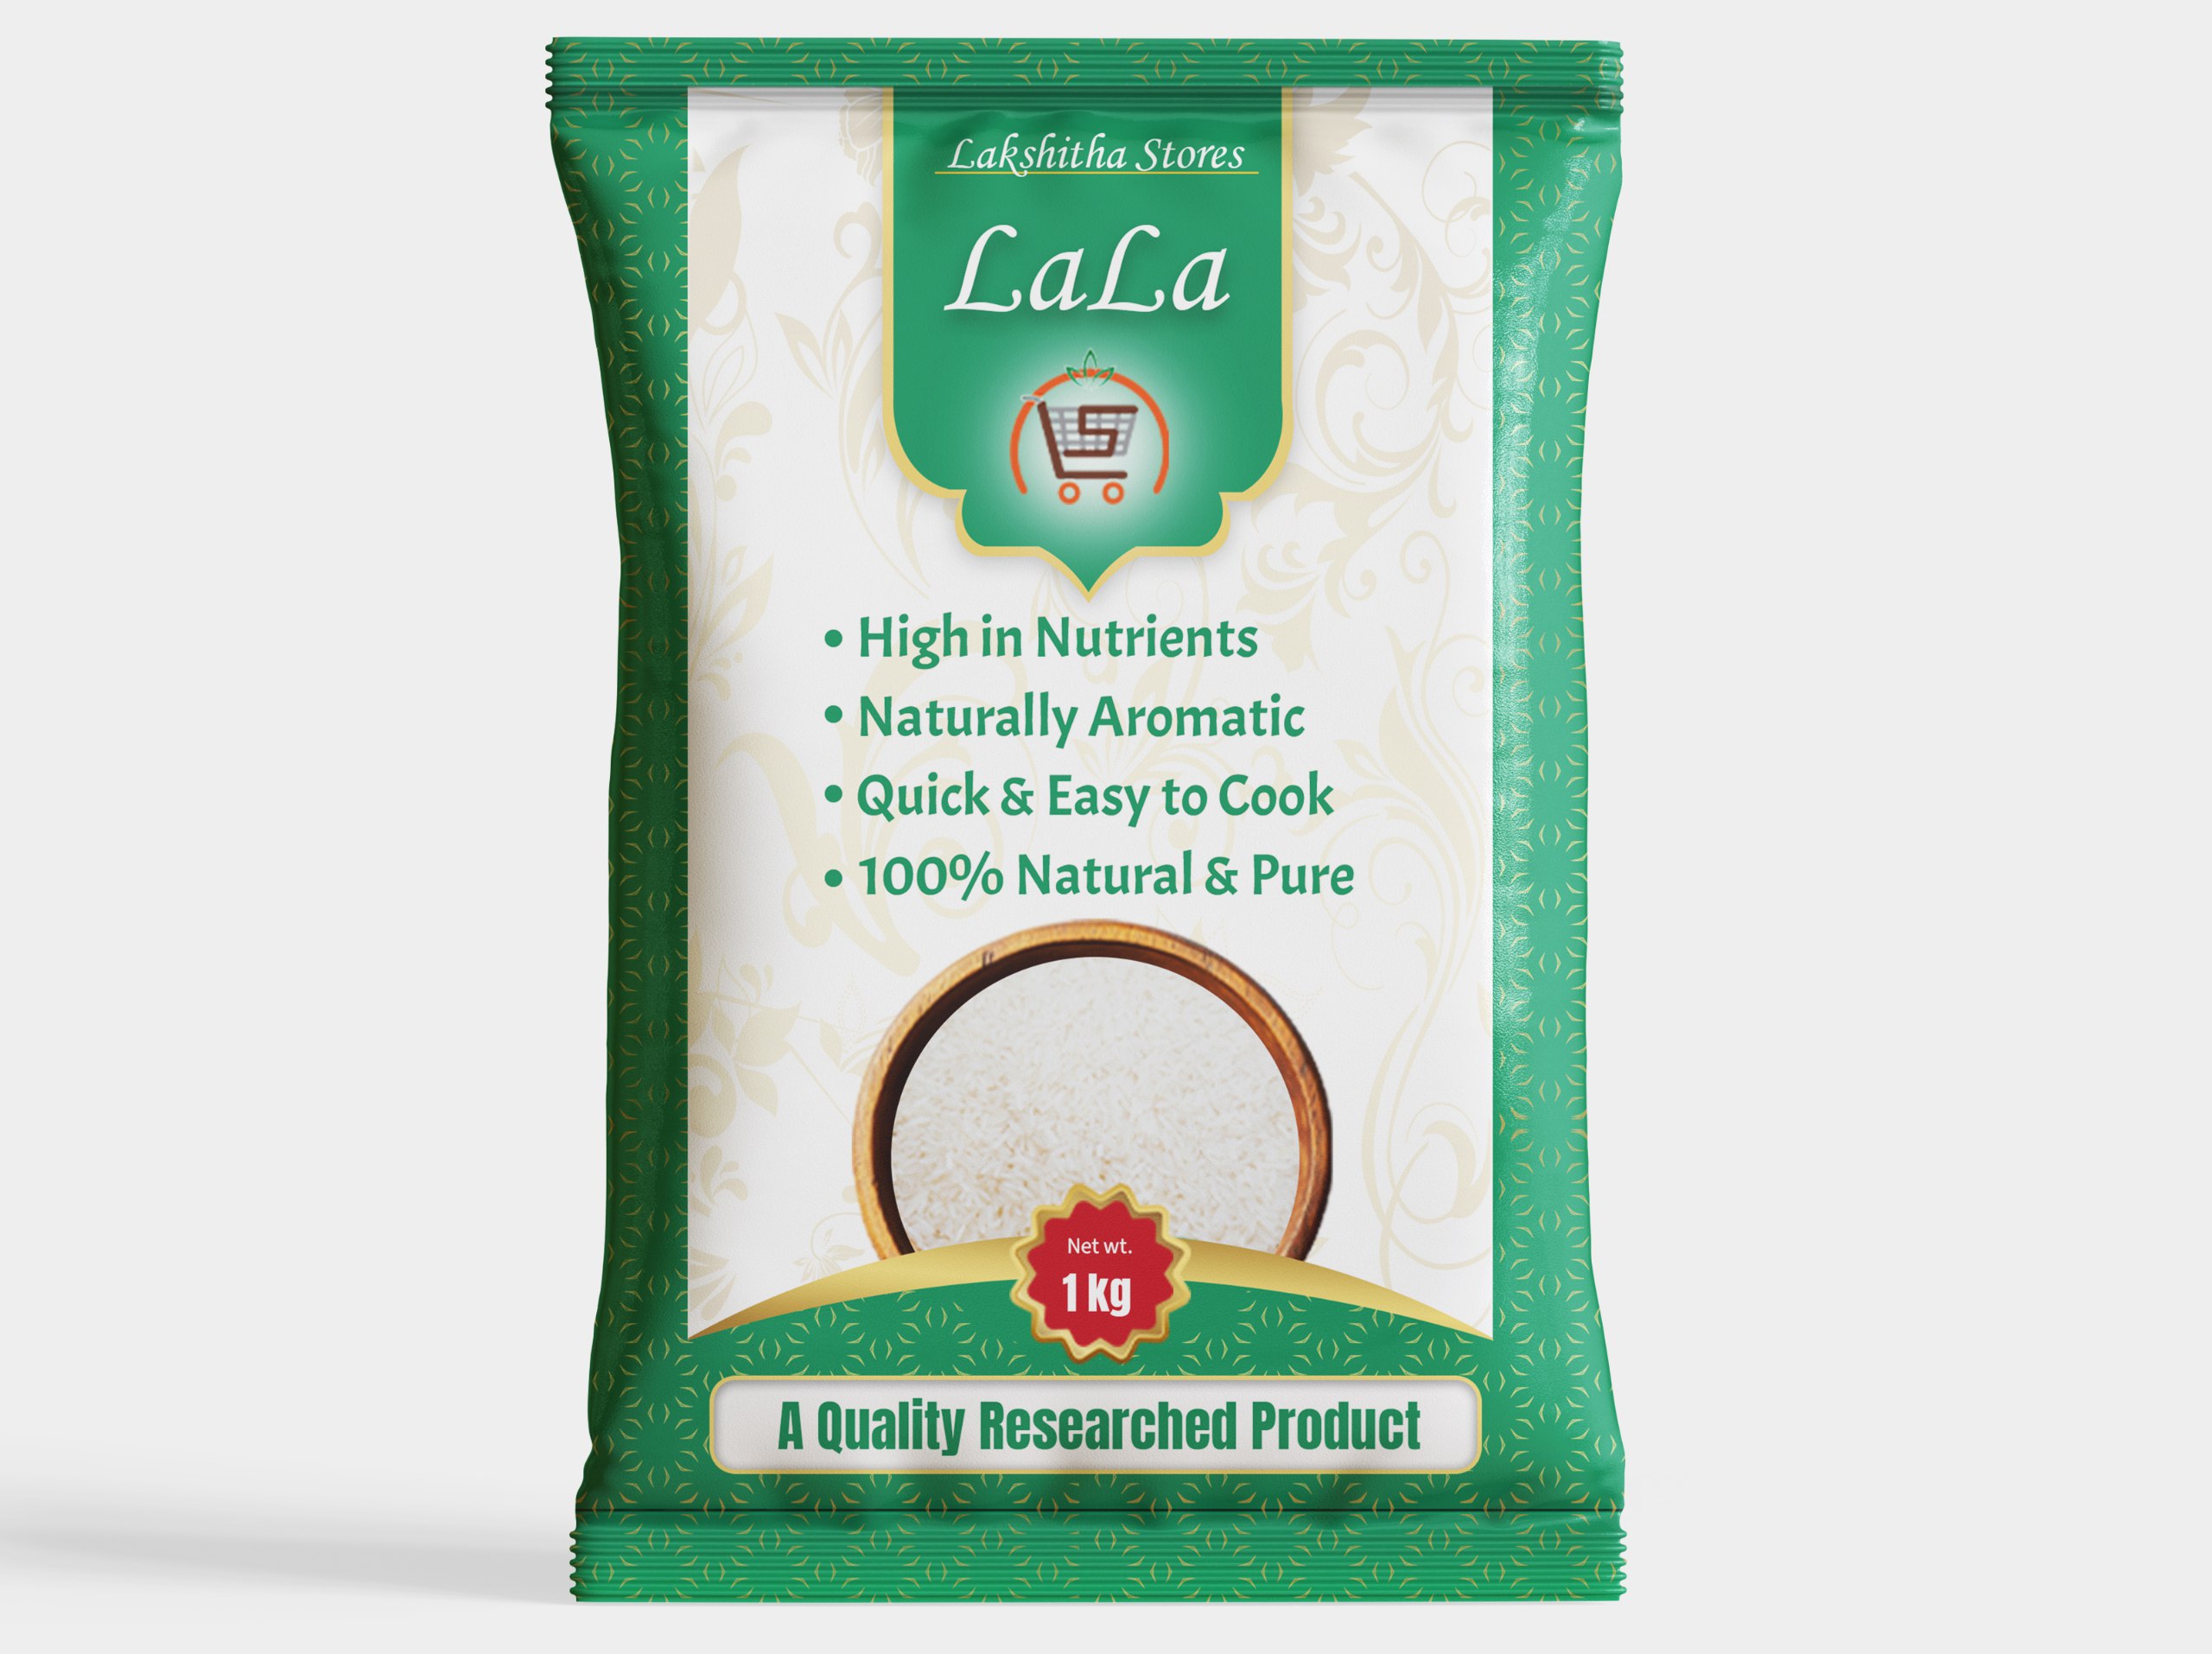 Lakshitha Stores
LaLa
• High in Nutrients
• Naturally Aromatic
• Quick & Easy to Cook
• 100% Natural & Pure
Net wt.
1 kg
A Quality Researched Product